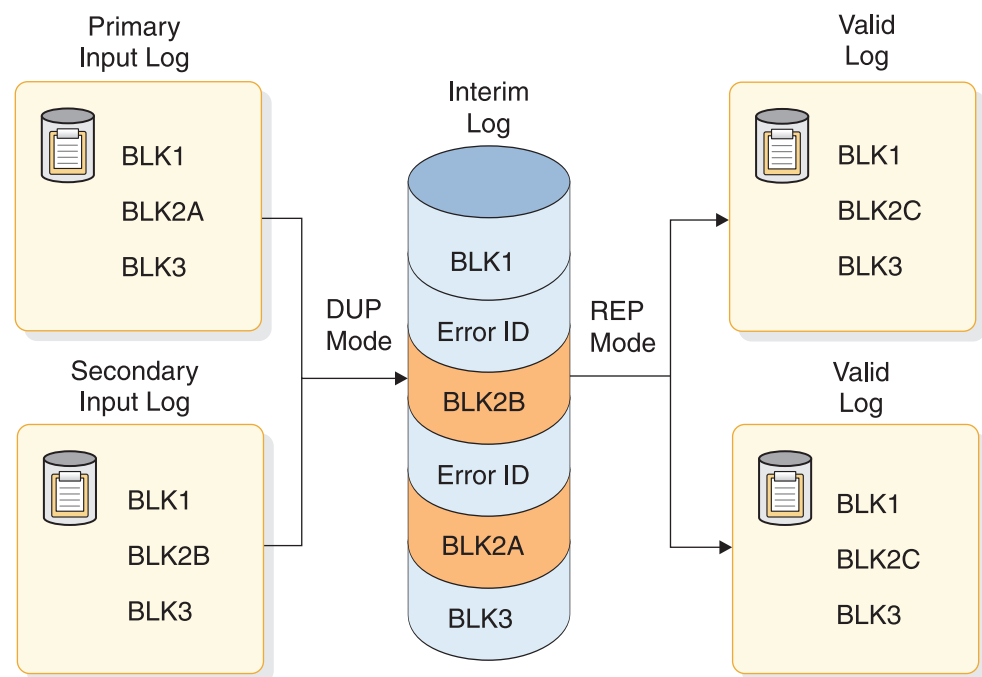 Primary
Input Log
BLK1
BLK2A
BLK3
Secondary
Input Log
BLK1
BLK2B
BLK3
DUP
Mode
Interim
Log
BLK1
Error ID
BLK2B
Error ID
BLK2A
BLK3
REP
Mode
Valid
Log
BLK1
BLK2C
BLK3
Valid
Log
BLK1
BLK2C
BLK3